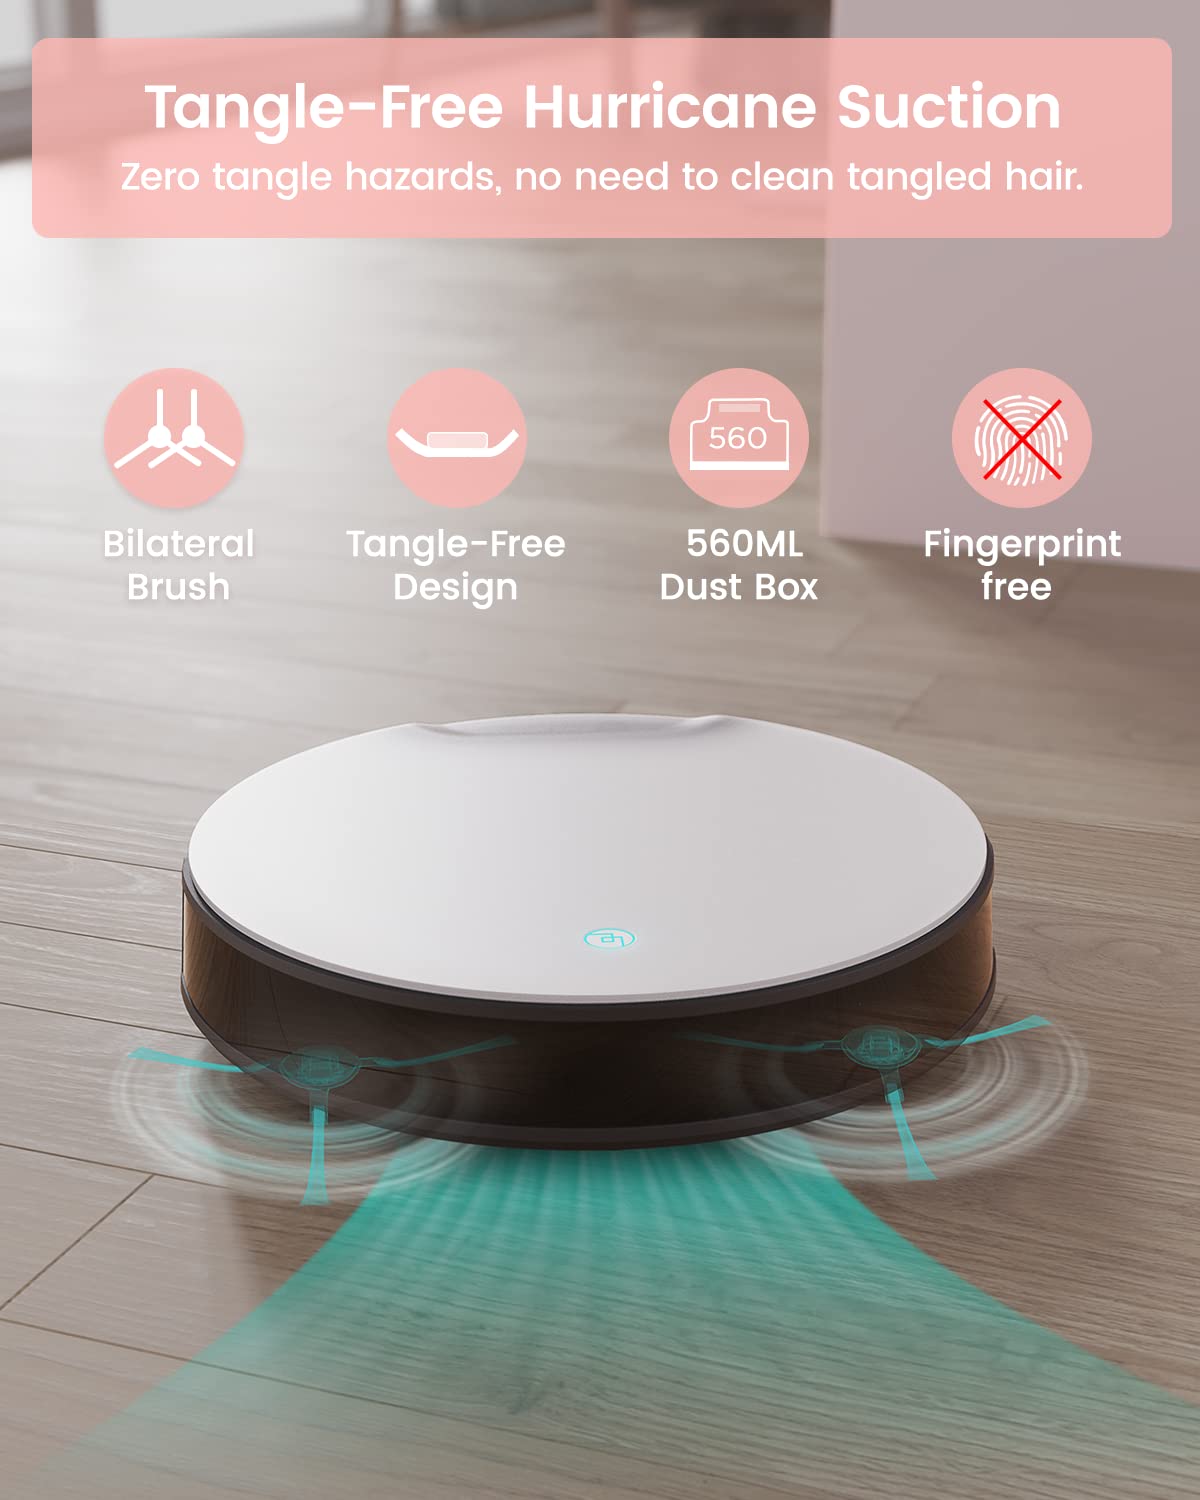 Tangle-Free Hurricane Suction
Zero tangle hazards, no need to clean tangled hair.
560
Bilateral
Brush
Tangle-Free
Design
560ML
Dust Box
Fingerprint
free